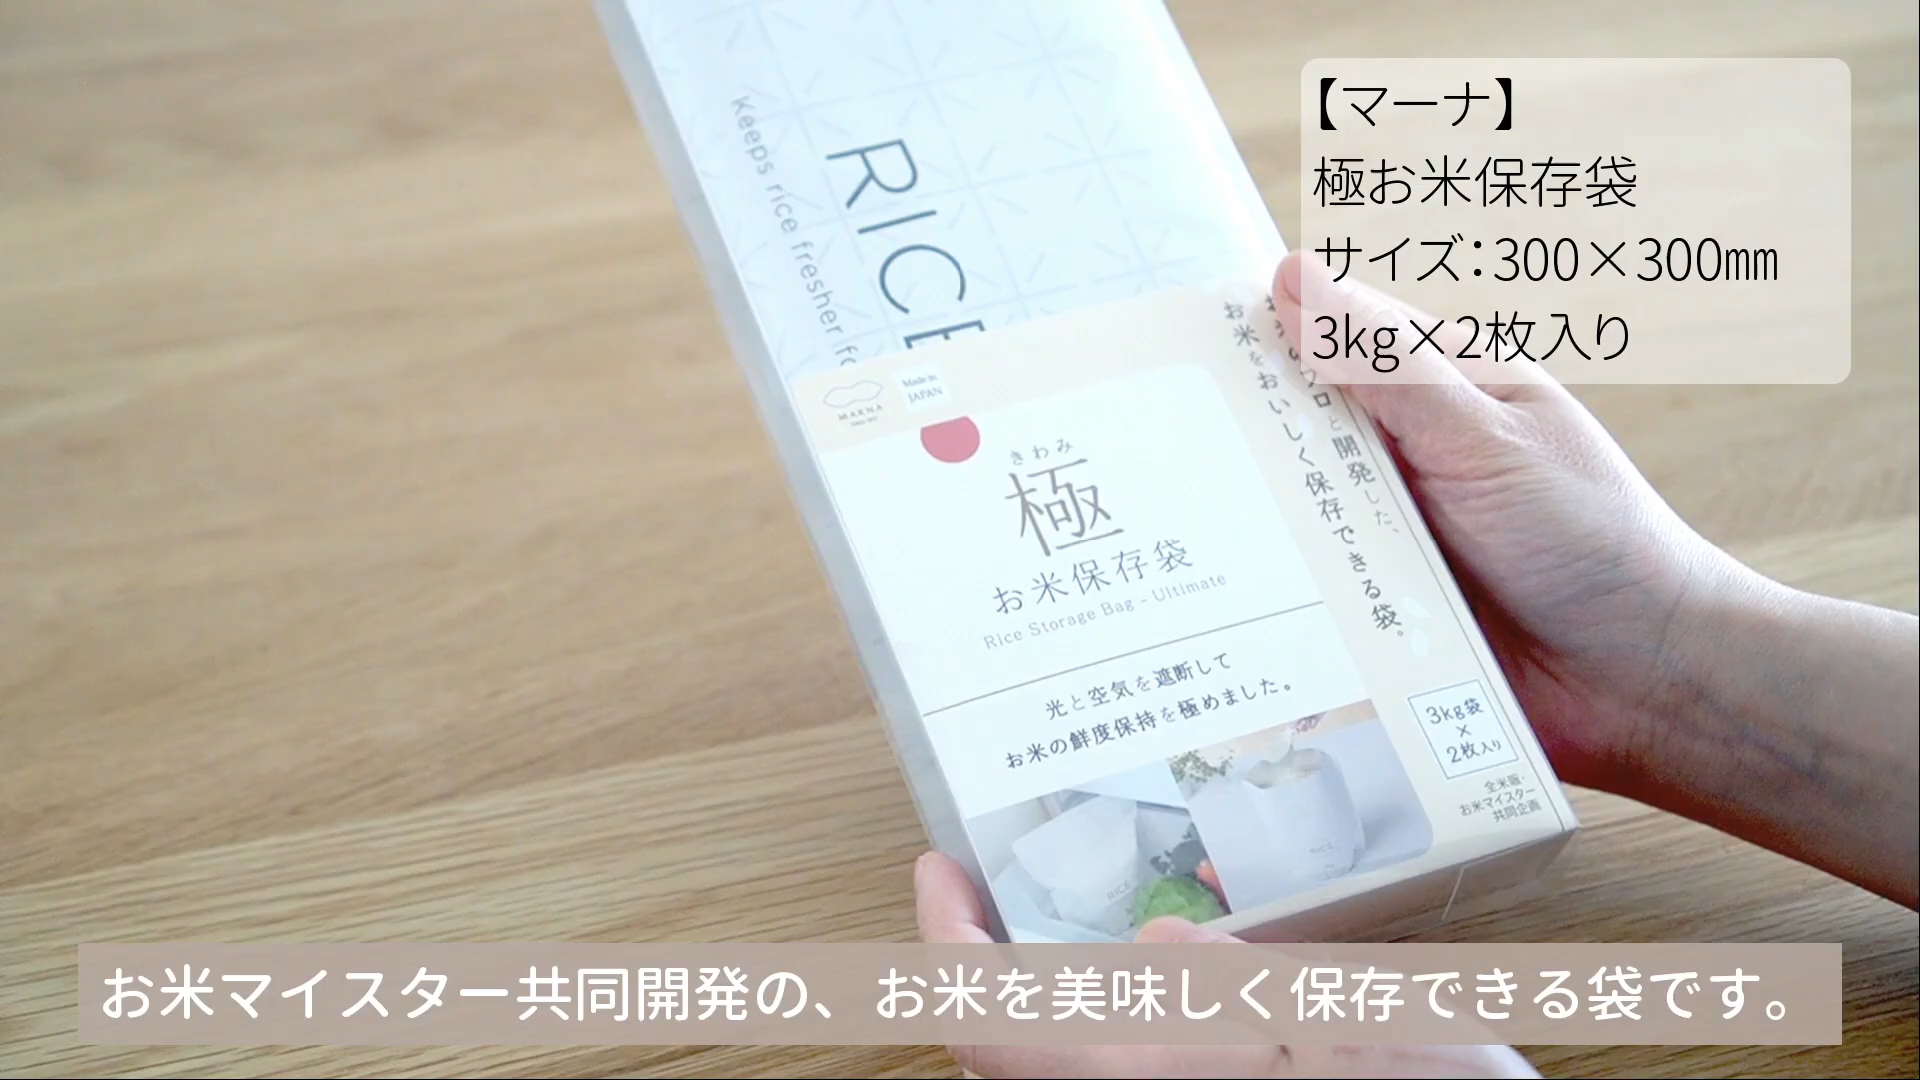 【マーナ】
極お米保存袋
サイズ：300×300㎜
3kg×2枚入り
RICE
Keeps rice fresher fo
MARNA
Made in
JAPAN
きわみ
極
お米保存袋
Rice Storage Bag - Ultimate
光と空気を遮断して
お米の鮮度保持を極めました。
プロと開発した、
お米をおいしく保存できる袋。
3kg袋
×
2枚入り
全米販・
お米マイスター
共同企画
RICE
RICE
お米マイスター共同開発の、お米を美味しく保存できる袋です。